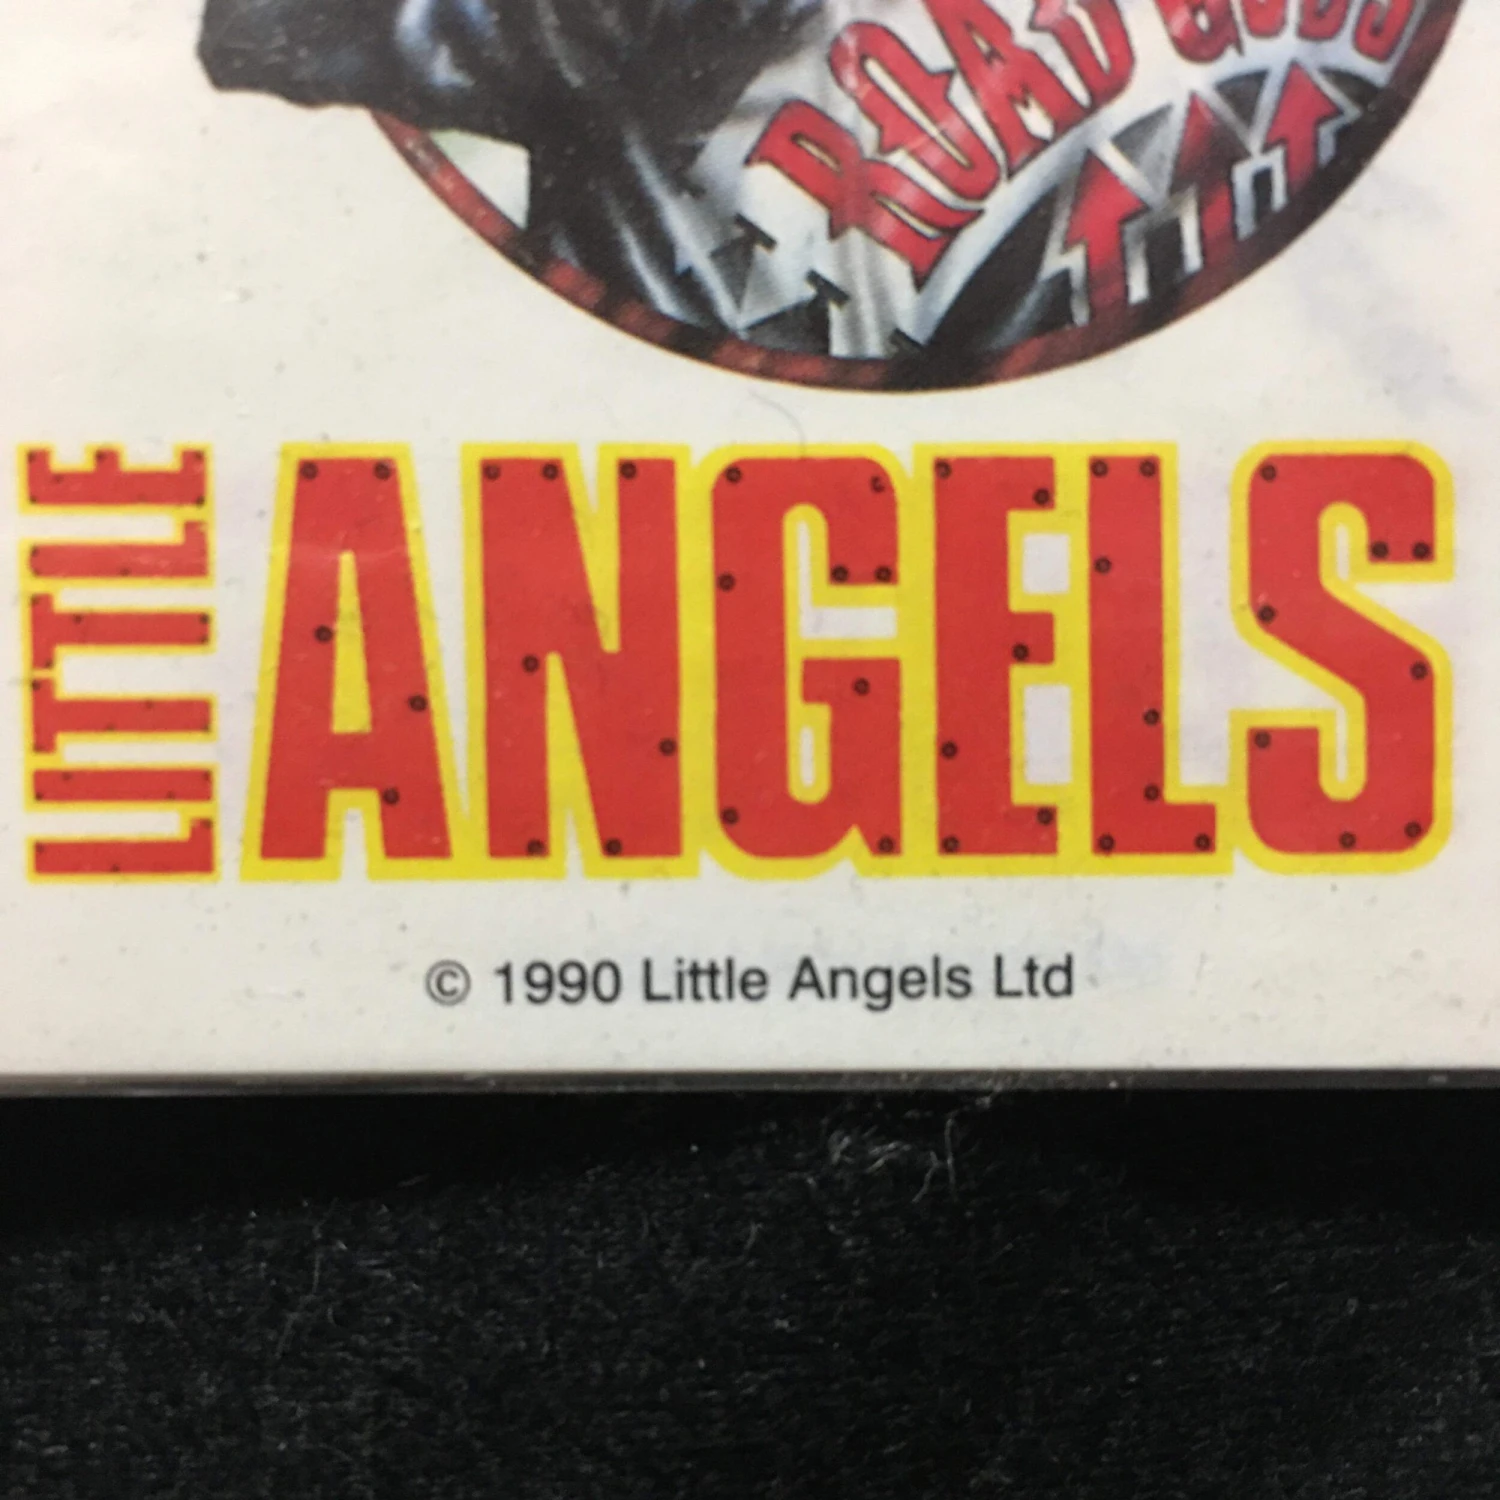 ROAD GODS
LITTLE
ANGELS
© 1990 Little Angels Ltd